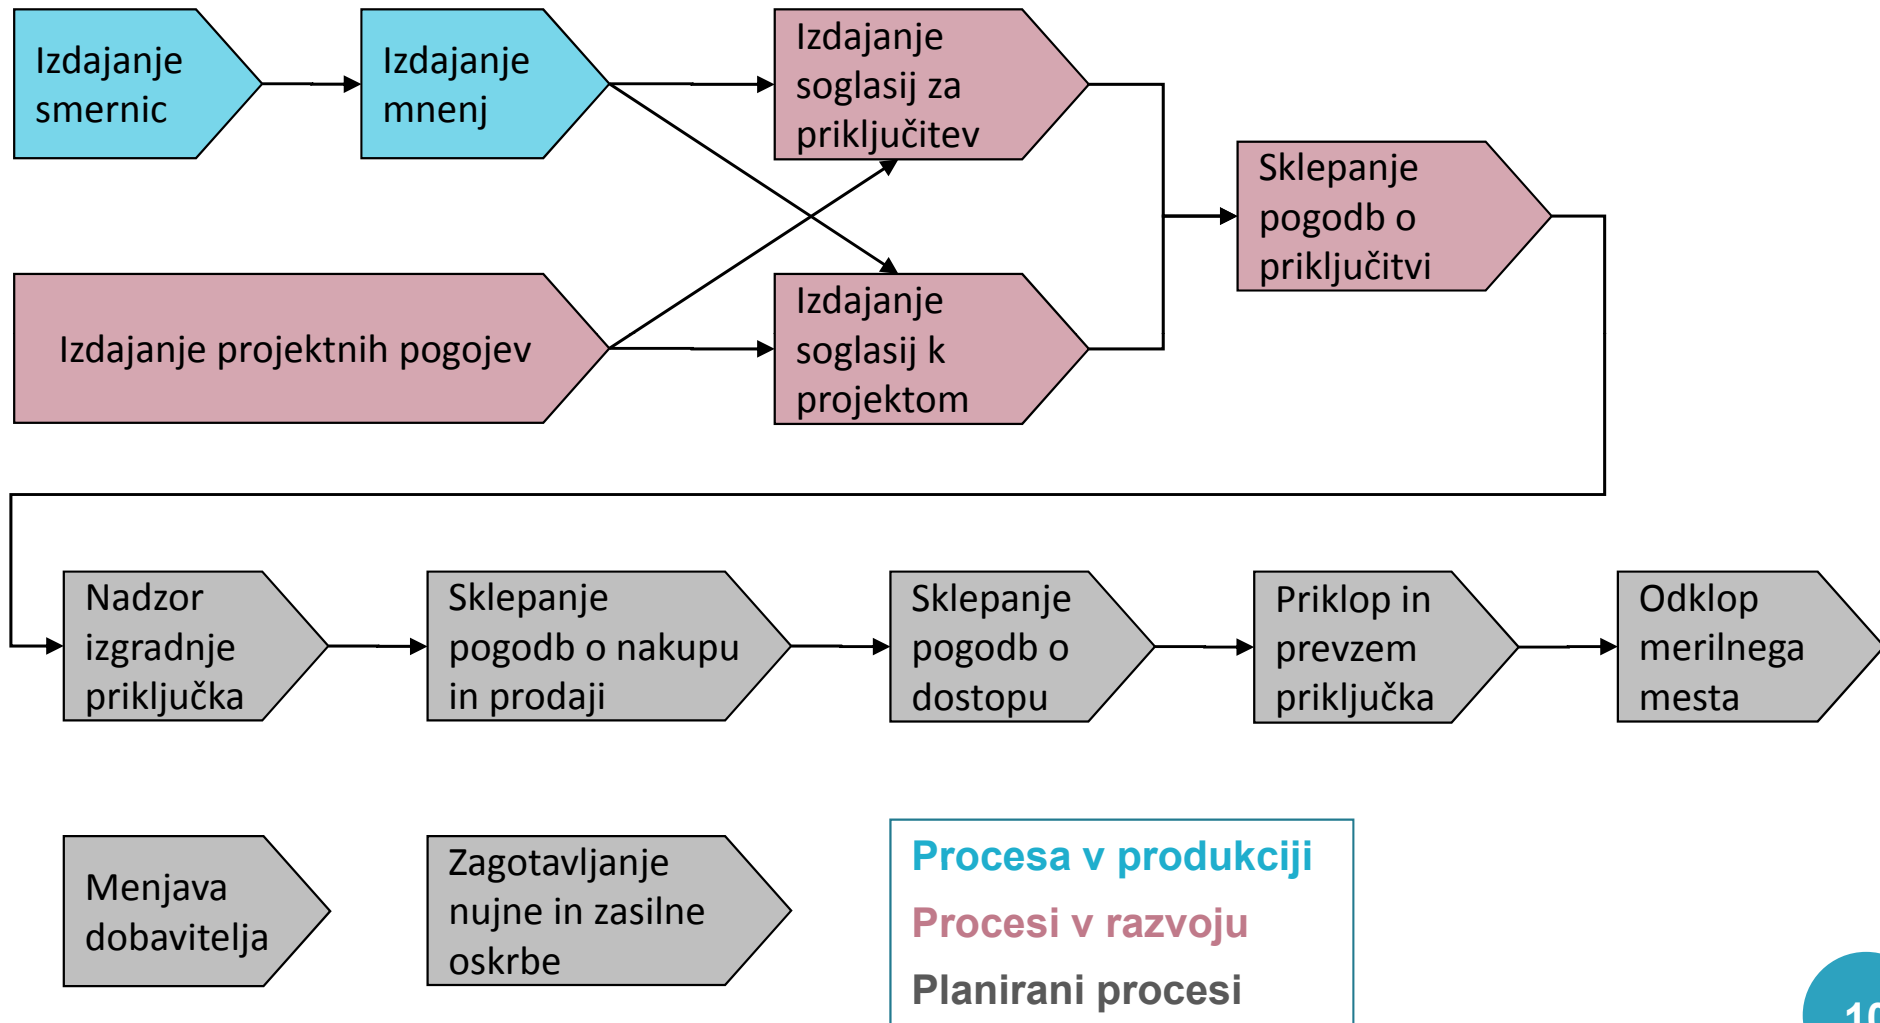 Izdajanje
smernic
Izdajanje
mnenj
Izdajanje
soglasij za
priključitev
Sklepanje
pogodb o
priključitvi
Izdajanje projektnih pogojev
Izdajanje
soglasij k
projektom
Nadzor
izgradnje
priključka
Sklepanje
pogodb o nakupu
in prodaji
Sklepanje
pogodb o
dostopu
Priklop in
prevzem
priključka
Odklop
merilnega
mesta
Menjava
dobavitelja
Zagotavljanje
nujne in zasilne
oskrbe
Procesa v produkciji
Procesi v razvoju
Planirani procesi
10